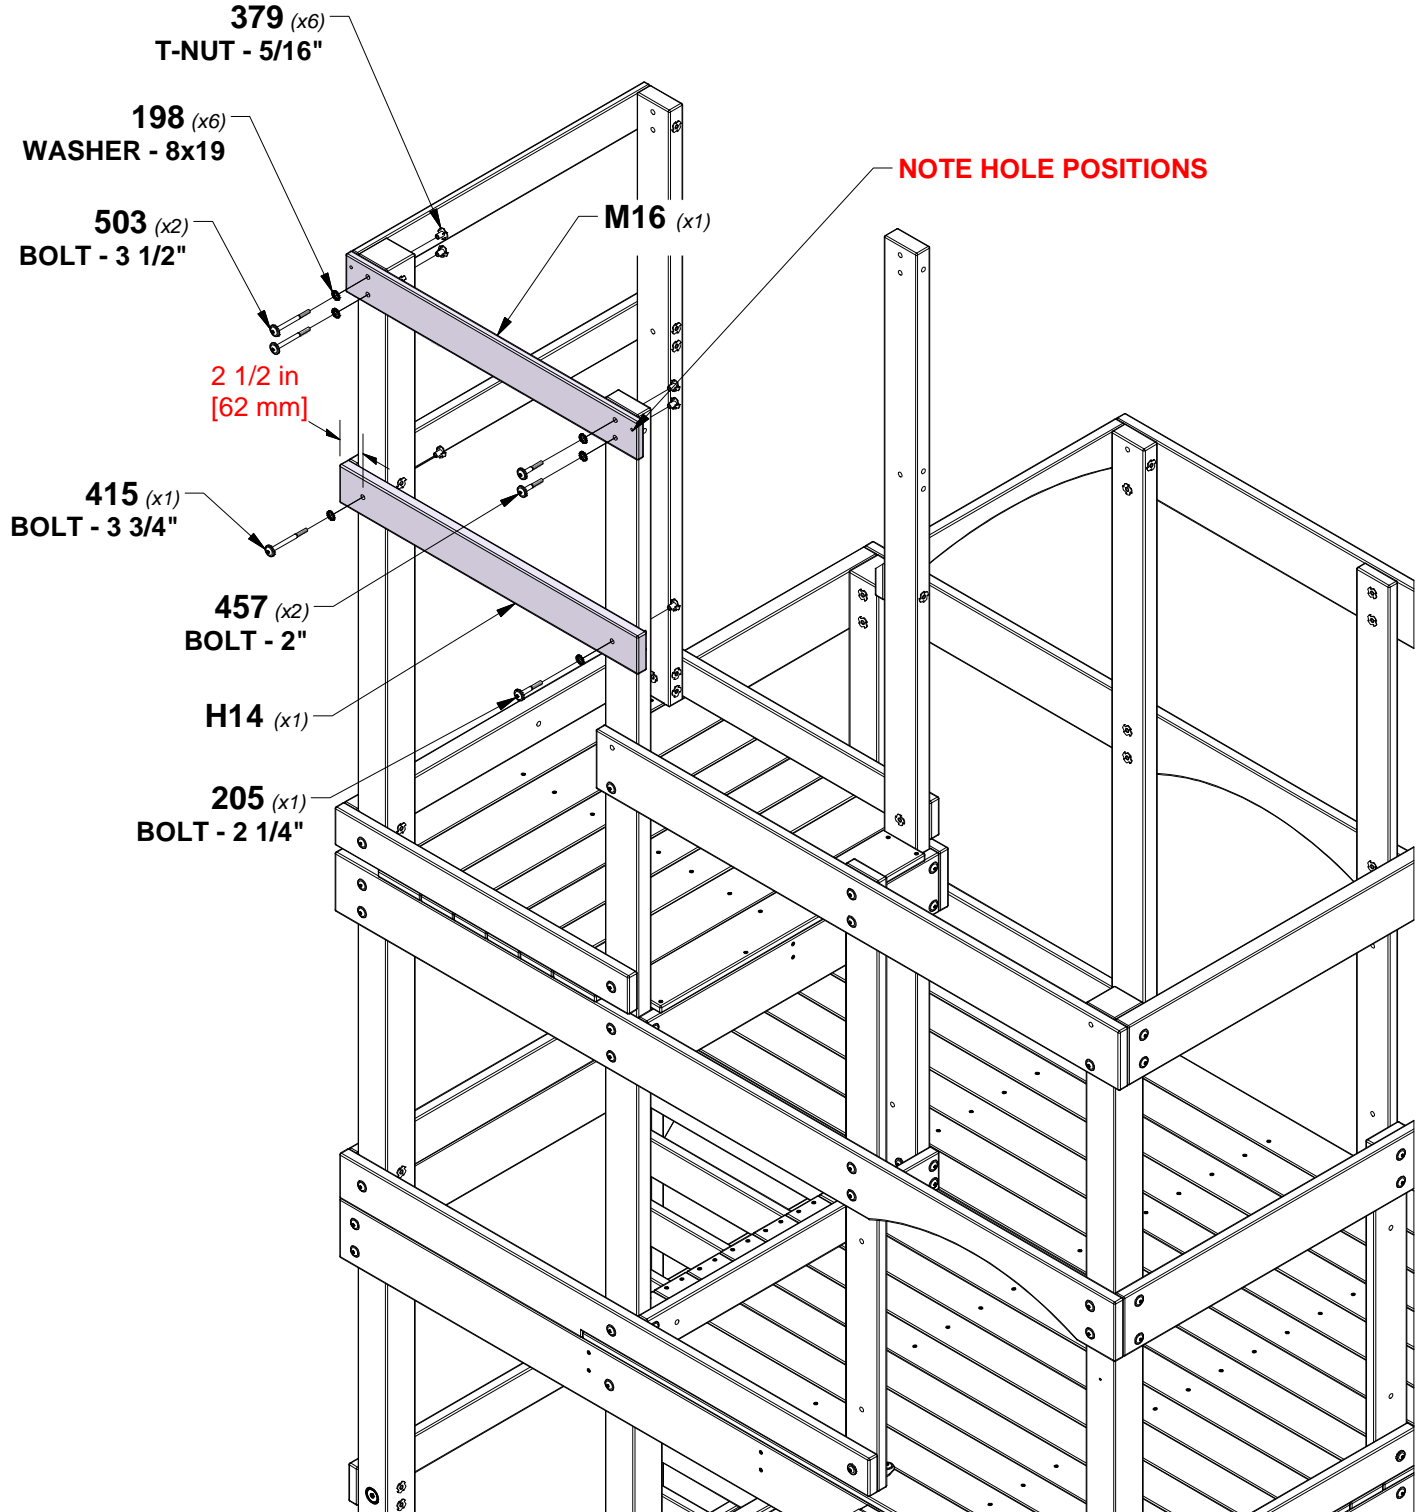 379 (x6)
T-NUT - 5/16"
198 (x6)
WASHER - 8x19
NOTE HOLE POSITIONS
503 (x2)
BOLT - 3 1/2"
M16 (x1)
2 1/2 in
[62 mm]
415 (x1)
BOLT - 3 3/4"
457 (x2)
BOLT - 2"
H14 (x1)
205 (x1)
BOLT - 2 1/4"